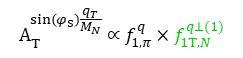 A_T^{sin(φ_S) q_T/M_N} ∝ f_{1,π}^q × f_{1T,N}^{q⊥(1)}